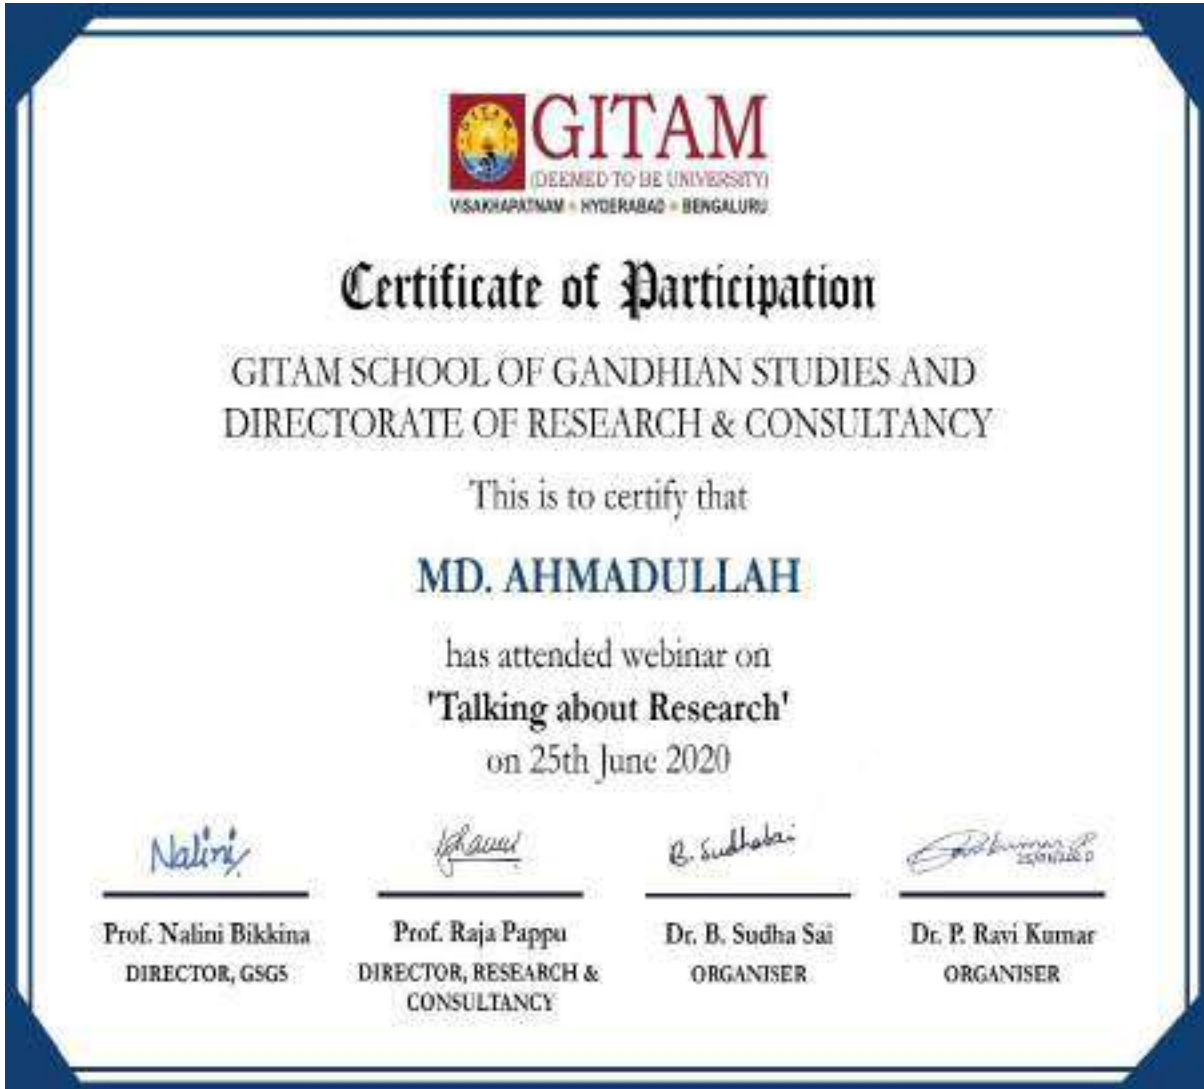 GITAM
GITAM
(DEEMED TO BE UNIVERSITY)
VISAKHAPATNAM • HYDERABAD • BENGALURU
Certificate of Participation
GITAM SCHOOL OF GANDHIAN STUDIES AND
DIRECTORATE OF RESEARCH & CONSULTANCY
This is to certify that
MD. AHMADULLAH
has attended webinar on
'Talking about Research'
on 25th June 2020
Nalini
B. Sudhasai
Prof. Nalini Bikkina
DIRECTOR, GSGS
Prof. Raja Pappu
DIRECTOR, RESEARCH &
CONSULTANCY
Dr. B. Sudha Sai
ORGANISER
Dr. P. Ravi Kumar
ORGANISER